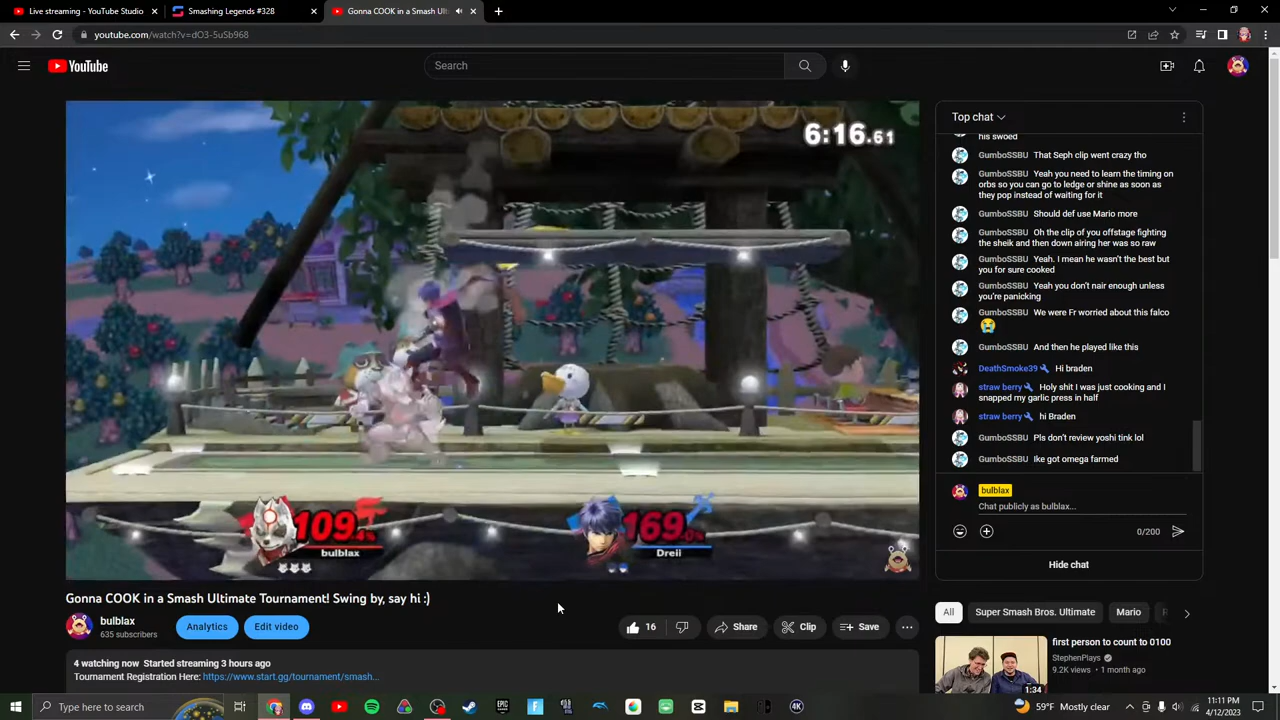 Live streaming - YouTube Studio
Smashing Legends #328
Gonna COOK in a Smash Ul
youtube.com/watch?v=dO3-5uSb968
YouTube
Search
6:16.61
109.4%
bulblax
169.0%
Dreii
Top chat
his swoed
GumboSSBU That Seph clip went crazy tho
GumboSSBU Yeah you need to learn the timing on
orbs so you can go to ledge or shine as soon as
they pop instead of waiting for it
GumboSSBU Should def use Mario more
GumboSSBU Oh the clip of you offstage fighting
the sheik and then down airing her was so raw
GumboSSBU Yeah. I mean he wasn't the best but
you for sure cooked
GumboSSBU Yeah you don't nair enough unless
you're panicking
GumboSSBU We were Fr worried about this falco
😭
GumboSSBU And then he played like this
DeathSmoke39 Hi braden
straw berry Holy shit I was just cooking and I
snapped my garlic press in half
straw berry hi Braden
GumboSSBU Pls don't review yoshi tink lol
GumboSSBU Ike got omega farmed
bulblax
Chat publicly as bulblax...
0/200
Hide chat
Gonna COOK in a Smash Ultimate Tournament! Swing by, say hi :)
bulblax
635 subscribers
Analytics
Edit video
16
Share
Clip
Save
4 watching now Started streaming 3 hours ago
Tournament Registration Here: https://www.start.gg/tournament/smash...
All
Super Smash Bros. Ultimate
Mario
first person to count to 0100
StephenPlays
9.2K views • 1 month ago
1:34
Type here to search
EPIC
4K
59°F Mostly clear
11:11 PM
4/12/2023